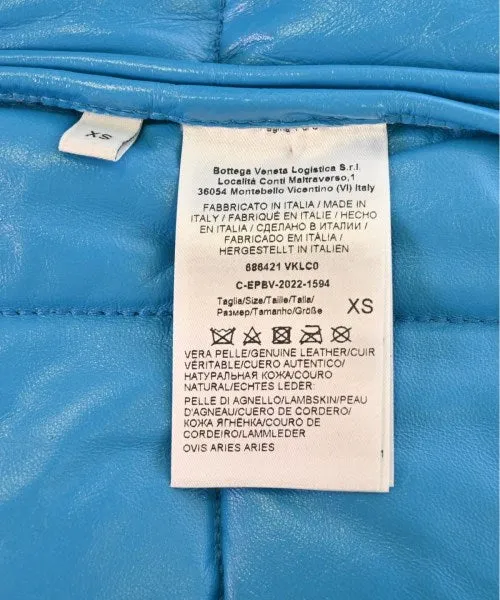 XS
Bottega Veneta Logistica S.r.l.
Località Conti Maltraverso,1
36054 Montebello Vicentino (VI) Italy
FABBRICATO IN ITALIA / MADE IN
ITALY / FABRIQUÉ EN ITALIE / HECHO
EN ITALIA / СДЕЛАНО В ИТАЛИИ /
FABRICADO EM ITÀLIA /
HERGESTELLT IN ITALIEN
686421 VKLC0
C-EPBV-2022-1594
Taglia/Size/Taille/Talla/
Размер/Tamanho/Größe
XS
VERA PELLE/GENUINE LEATHER/CUIR
VÉRITABLE/CUERO AUTENTICO/
НАТУРАЛЬНАЯ КОЖА/COURO
NATURAL/ECHTES LEDER:
PELLE DI AGNELLO/LAMBSKIN/PEAU
D'AGNEAU/CUERO DE CORDERO/
КОЖА ЯГНЁНКА/COURO DE
CORDEIRO/LAMMLEDER
OVIS ARIES ARIES
1